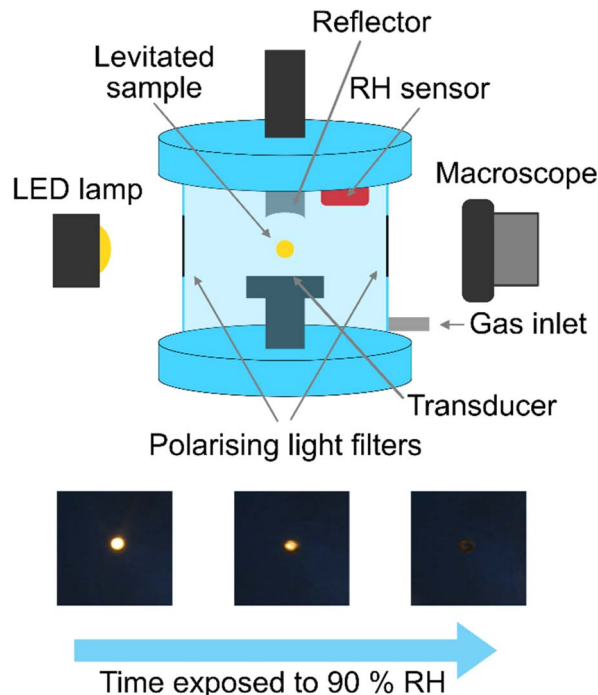 Reflector
Levitated
sample
RH sensor
LED lamp
Macroscope
Gas inlet
Transducer
Polarising light filters
Time exposed to 90 % RH